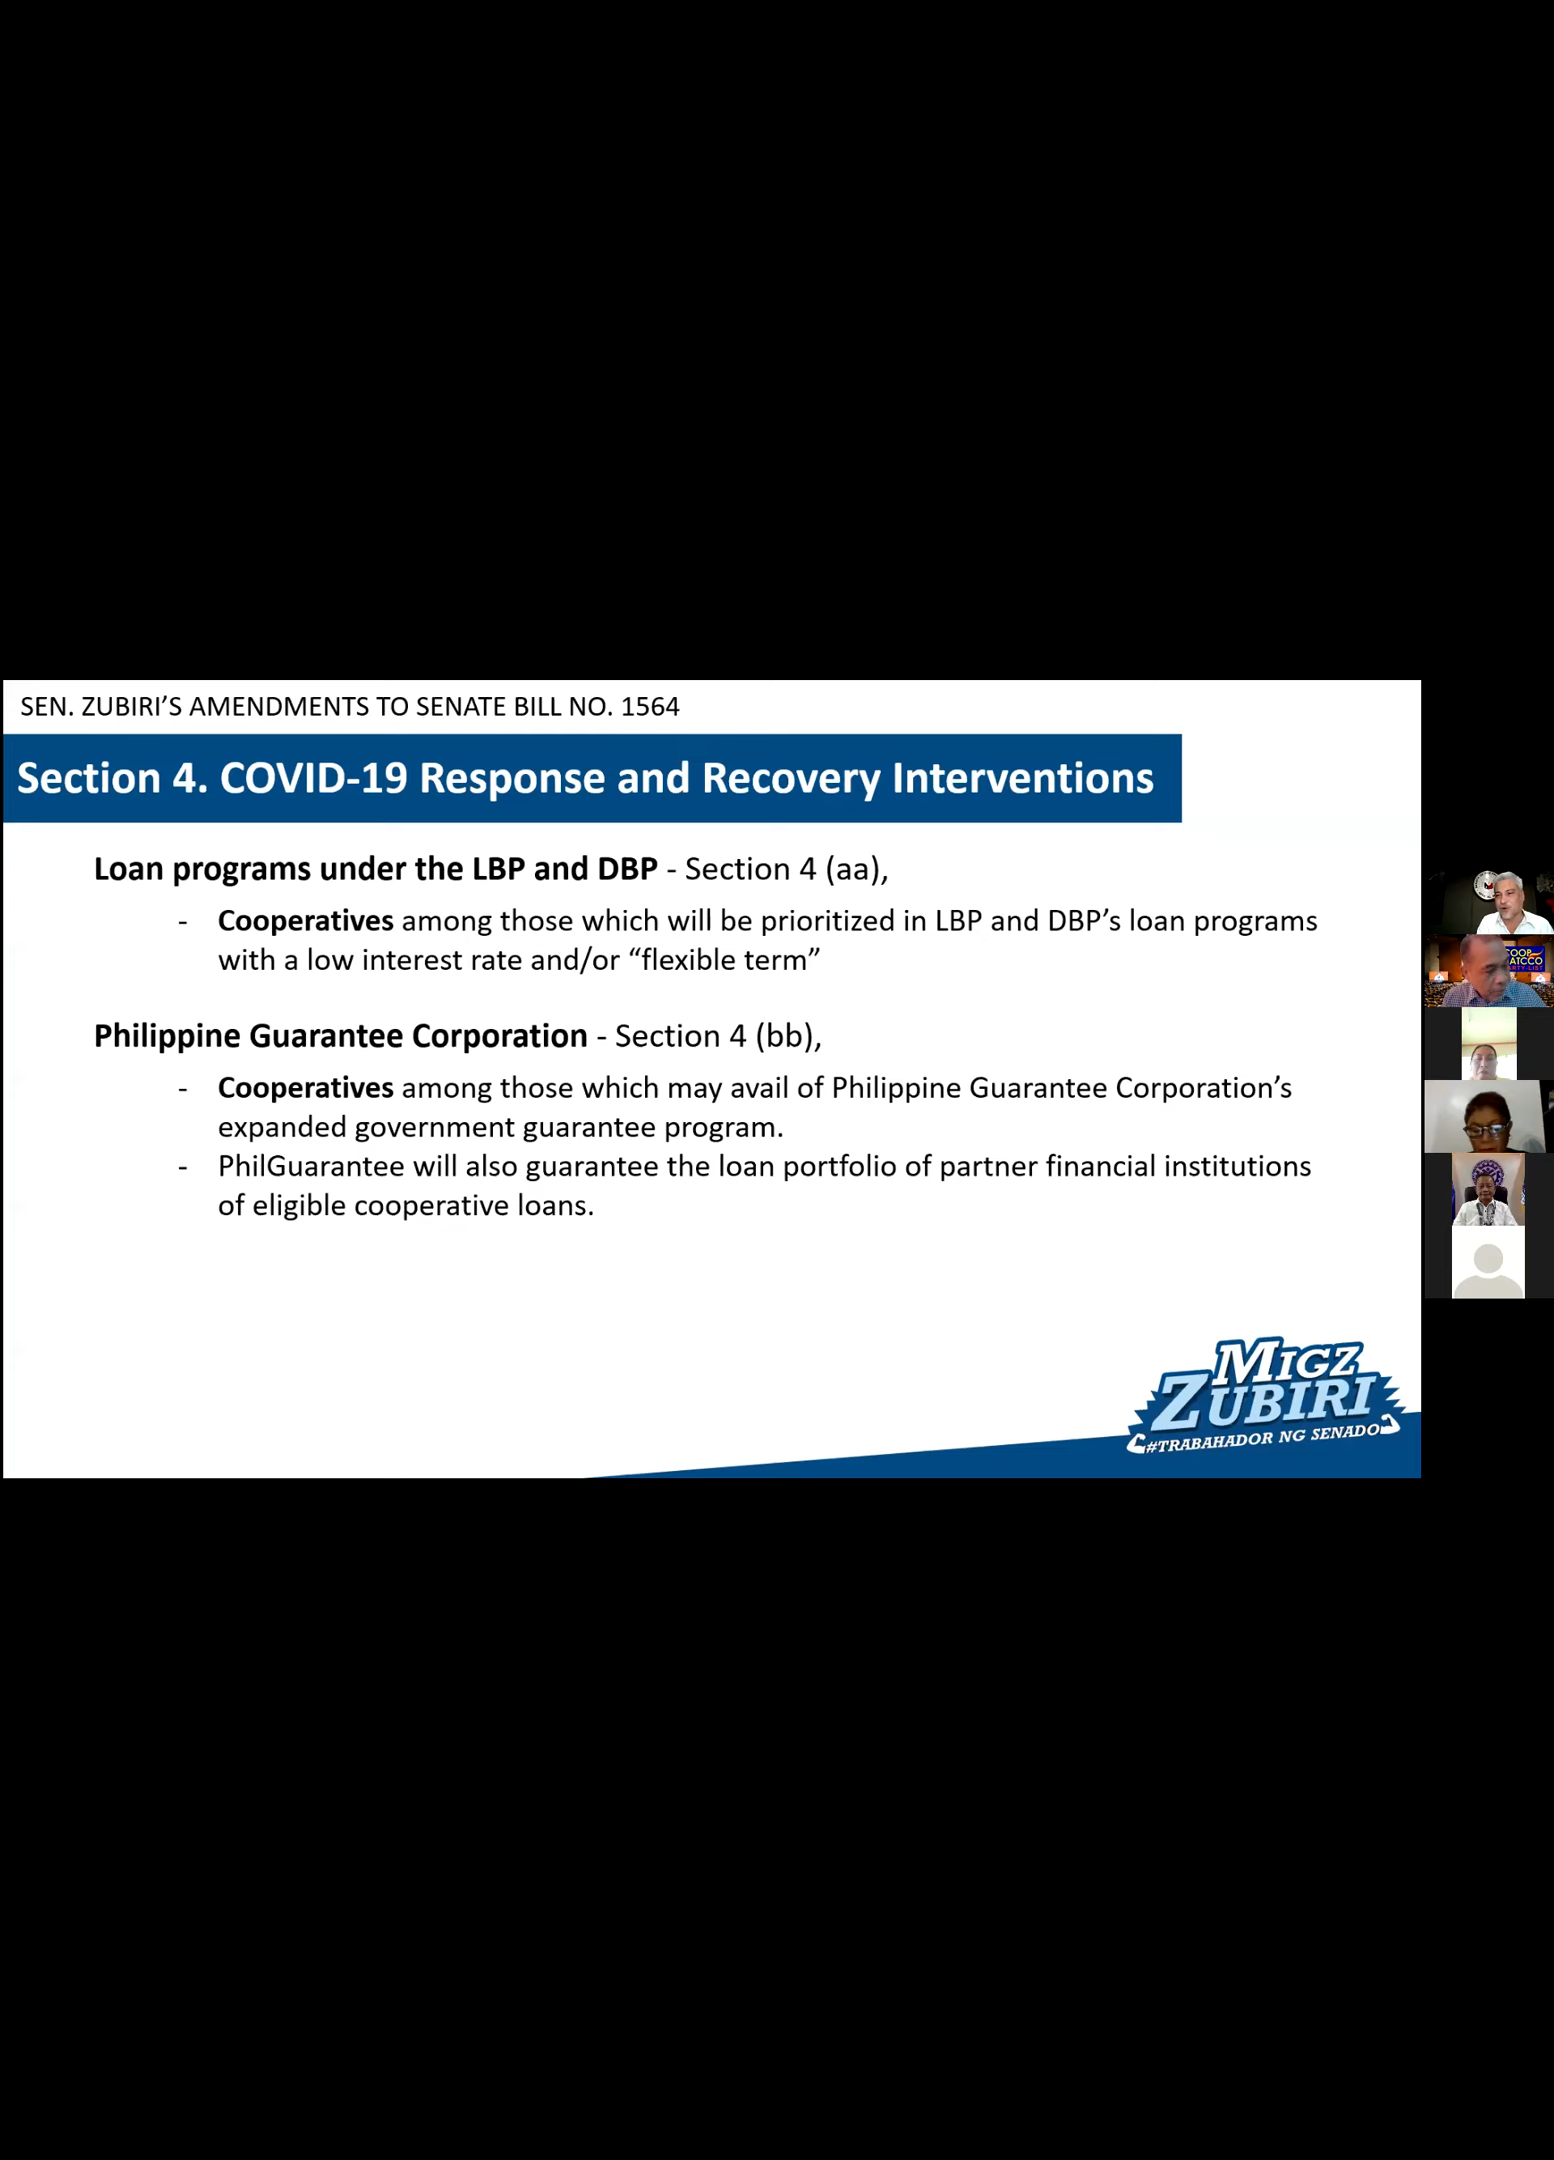 SEN. ZUBIRI’S AMENDMENTS TO SENATE BILL NO. 1564
Section 4. COVID-19 Response and Recovery Interventions
Loan programs under the LBP and DBP - Section 4 (aa),
- Cooperatives among those which will be prioritized in LBP and DBP’s loan programs
with a low interest rate and/or “flexible term”
Philippine Guarantee Corporation - Section 4 (bb),
- Cooperatives among those which may avail of Philippine Guarantee Corporation’s
expanded government guarantee program.
- PhilGuarantee will also guarantee the loan portfolio of partner financial institutions
of eligible cooperative loans.
MIGZ
ZUBIRI
#TRABAHADOR NG SENADO
COOP
ATCCO